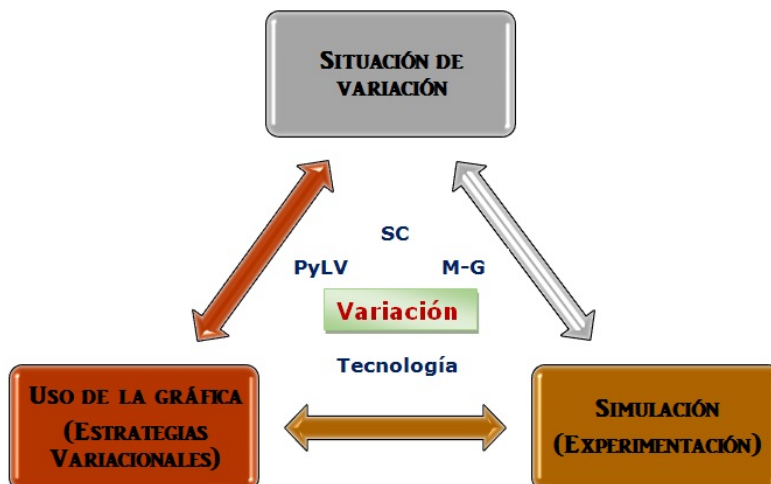 SITUACIÓN DE
VARIACIÓN
SC
PyLV M-G
Variación
Tecnología
USO DE LA GRÁFICA
(ESTRATEGIAS
VARIACIONALES)
SIMULACIÓN
(EXPERIMENTACIÓN)